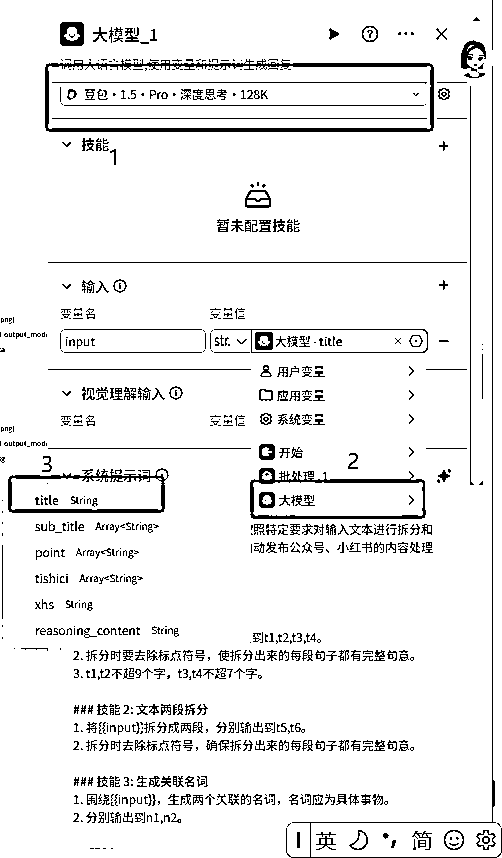 大模型_1
调用大语言模型,使用变量和提示词生成回复
豆包・1.5・Pro・深度思考・128K
技能
1
暂未配置技能
输入
变量名 变量值
input str. 大模型 - title
用户变量
视觉理解输入
应用变量
变量名 变量值
系统变量
开始
3
2
系统提示词
批处理_1
title String
大模型
sub_title Array<String>
照特定要求对输入文本进行拆分和
point Array<String>
动发布公众号、小红书的内容处理
tishici Array<String>
xhs String
reasoning_content String
到t1,t2,t3,t4。
2. 拆分时要去除标点符号，使拆分出来的每段句子都有完整句意。
3. t1,t2不超9个字，t3,t4不超7个字。
### 技能 2: 文本两段拆分
1. 将{{input}}拆分成两段，分别输出到t5,t6。
2. 拆分时去除标点符号，确保拆分出来的每段句子都有完整句意。
### 技能 3: 生成关联名词
1. 围绕{{input}}，生成两个关联的名词，名词应为具体事物。
2. 分别输出到n1,n2。
英 简